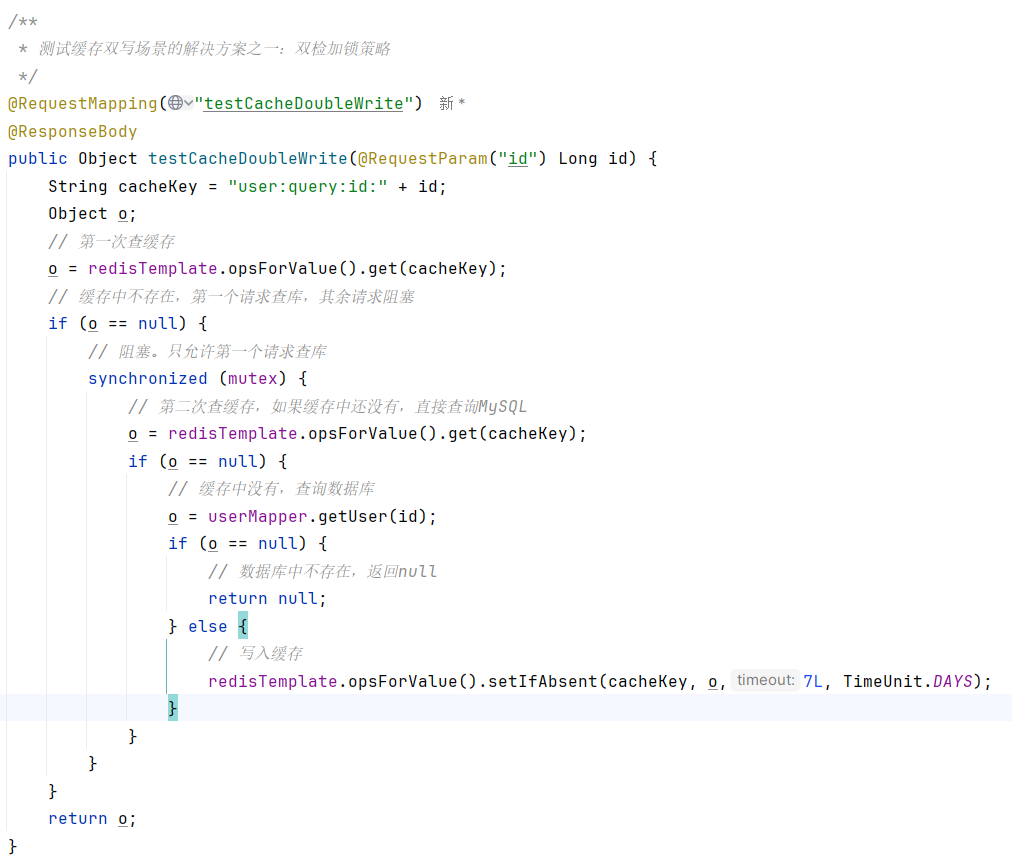 /**
 * 测试缓存双写场景的解决方案之一：双检加锁策略
 */
@RequestMapping("testCacheDoubleWrite")  新 *
@ResponseBody
public Object testCacheDoubleWrite(@RequestParam("id") Long id) {
    String cacheKey = "user:query:id:" + id;
    Object o;
    // 第一次查缓存
    o = redisTemplate.opsForValue().get(cacheKey);
    // 缓存中不存在，第一个请求查库，其余请求阻塞
    if (o == null) {
        // 阻塞。只允许第一个请求查库
        synchronized (mutex) {
            // 第二次查缓存，如果缓存中还没有，直接查询MySQL
            o = redisTemplate.opsForValue().get(cacheKey);
            if (o == null) {
                // 缓存中没有，查询数据库
                o = userMapper.getUser(id);
                if (o == null) {
                    // 数据库中不存在，返回null
                    return null;
                } else {
                    // 写入缓存
                    redisTemplate.opsForValue().setIfAbsent(cacheKey, o, timeout: 7L, TimeUnit.DAYS);
                }
            }
        }
    }
    return o;
}